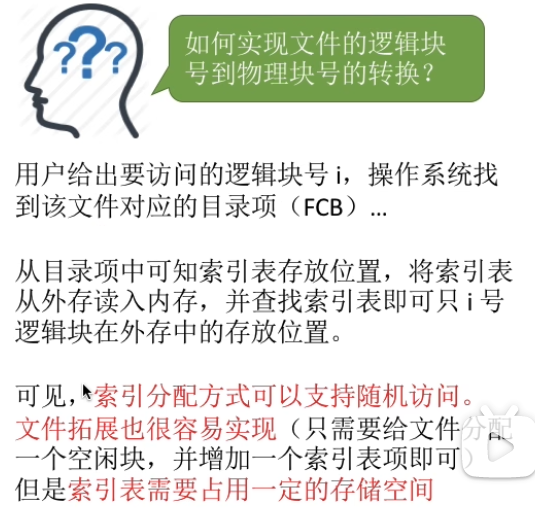 ???
如何实现文件的逻辑块
号到物理块号的转换？
用户给出要访问的逻辑块号 i，操作系统找
到该文件对应的目录项（FCB）...
从目录项中可知索引表存放位置，将索引表
从外存读入内存，并查找索引表即可只 i 号
逻辑块在外存中的存放位置。
可见，索引分配方式可以支持随机访问。
文件拓展也很容易实现（只需要给文件分配
一个空闲块，并增加一个索引表项即可）
但是索引表需要占用一定的存储空间